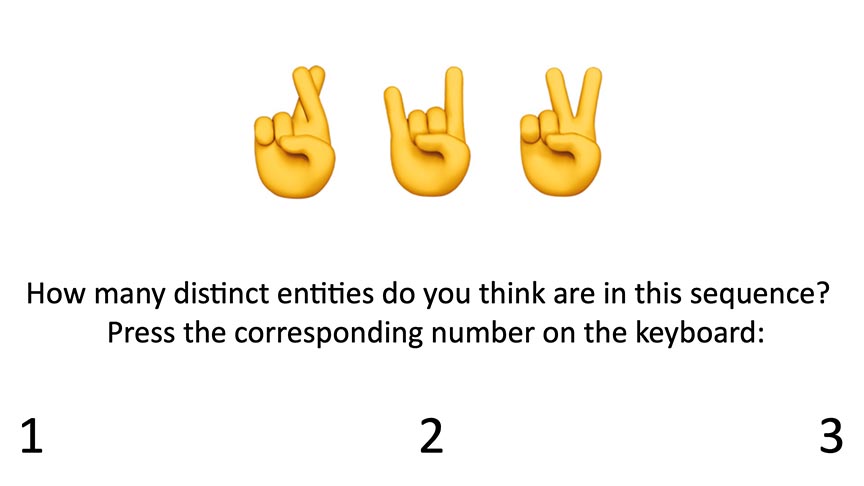 How many distinct entities do you think are in this sequence?
Press the corresponding number on the keyboard:
1 2 3